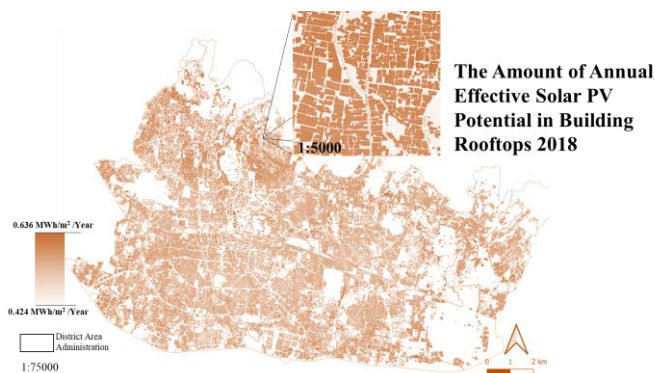 The Amount of Annual
Effective Solar PV
Potential in Building
Rooftops 2018
1:5000
0.636 MWh/m² /Year
0.424 MWh/m² /Year
District Area
Administration
1:75000
0 1 2 km